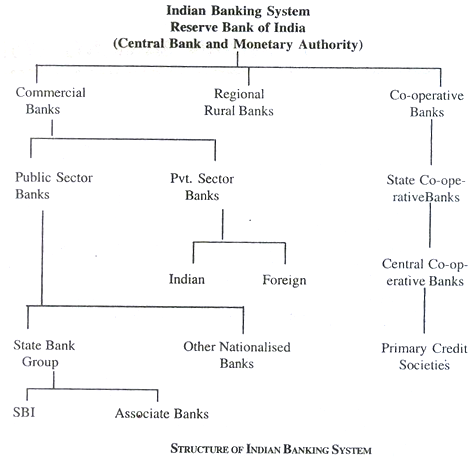 Indian Banking System
Reserve Bank of India
(Central Bank and Monetary Authority)
Commercial
Banks
Regional
Rural Banks
Co-operative
Banks
Public Sector
Banks
Pvt. Sector
Banks
State Co-ope-
rativeBanks
Indian
Foreign
Central Co-op-
erative Banks
State Bank
Group
Other Nationalised
Banks
Primary Credit
Societies
SBI
Associate Banks
STRUCTURE OF INDIAN BANKING SYSTEM